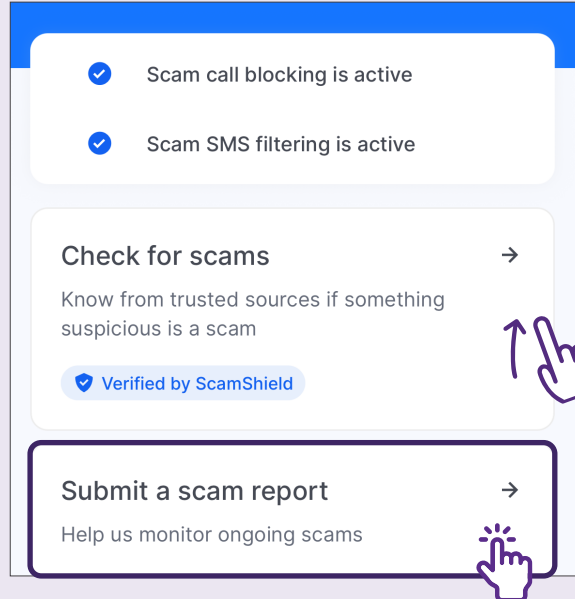 Scam call blocking is active
Scam SMS filtering is active
Check for scams
Know from trusted sources if something
suspicious is a scam
Verified by ScamShield
Submit a scam report
Help us monitor ongoing scams